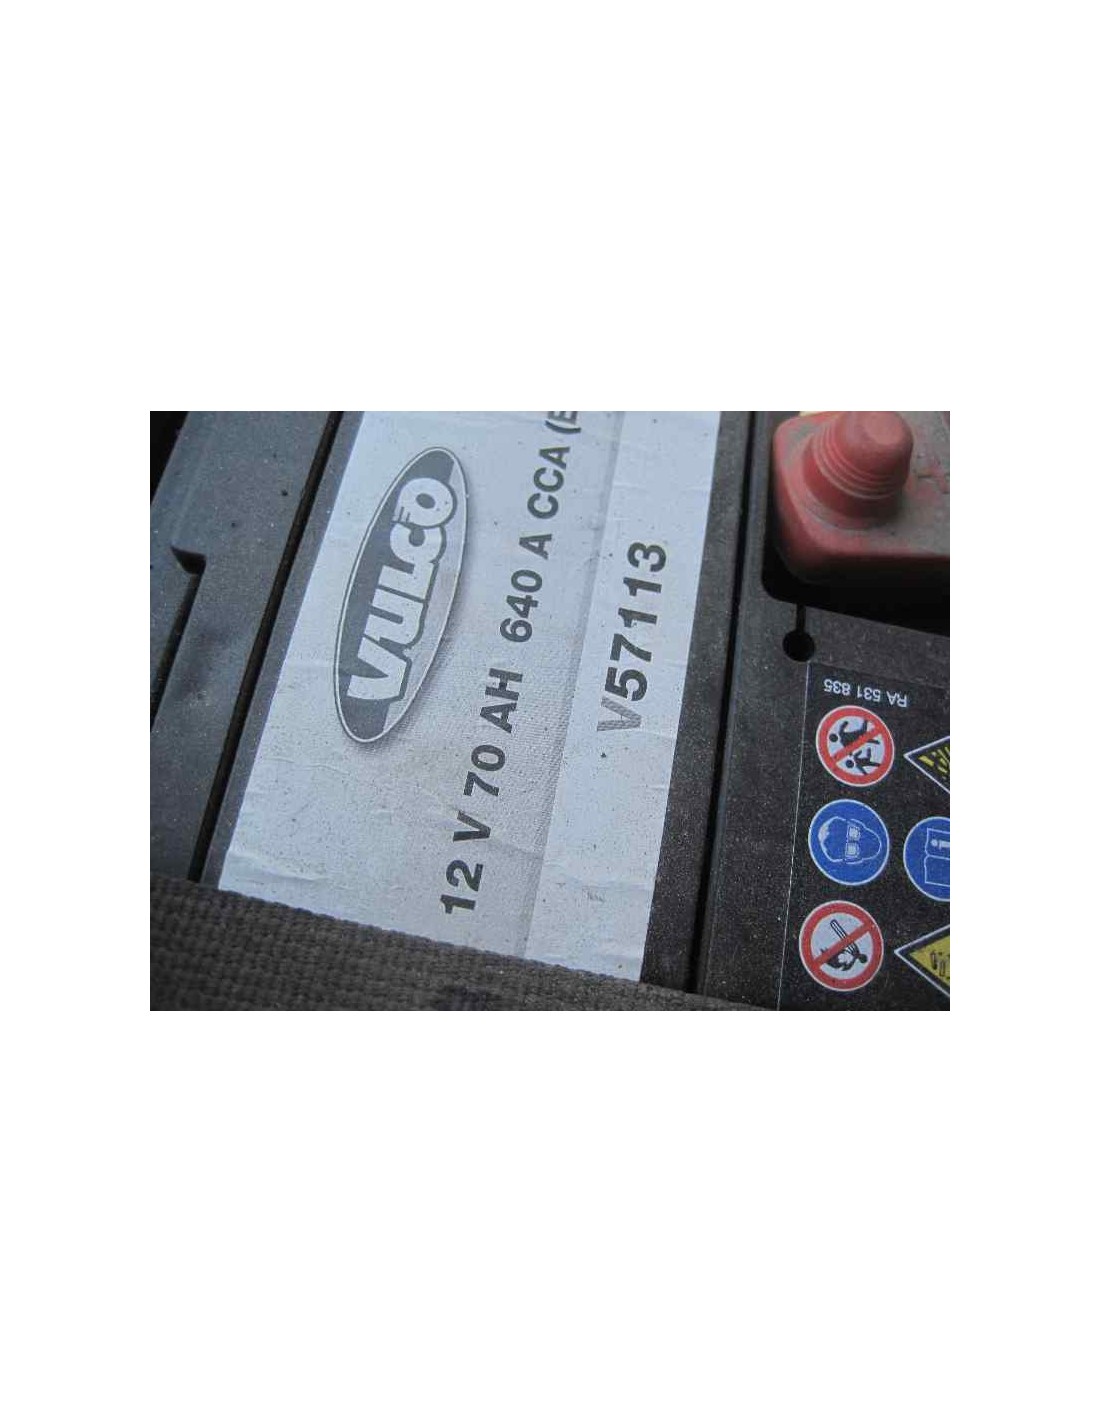 VULCO
12 V 70 AH 640 A CCA (E
V57113
RA 531 835